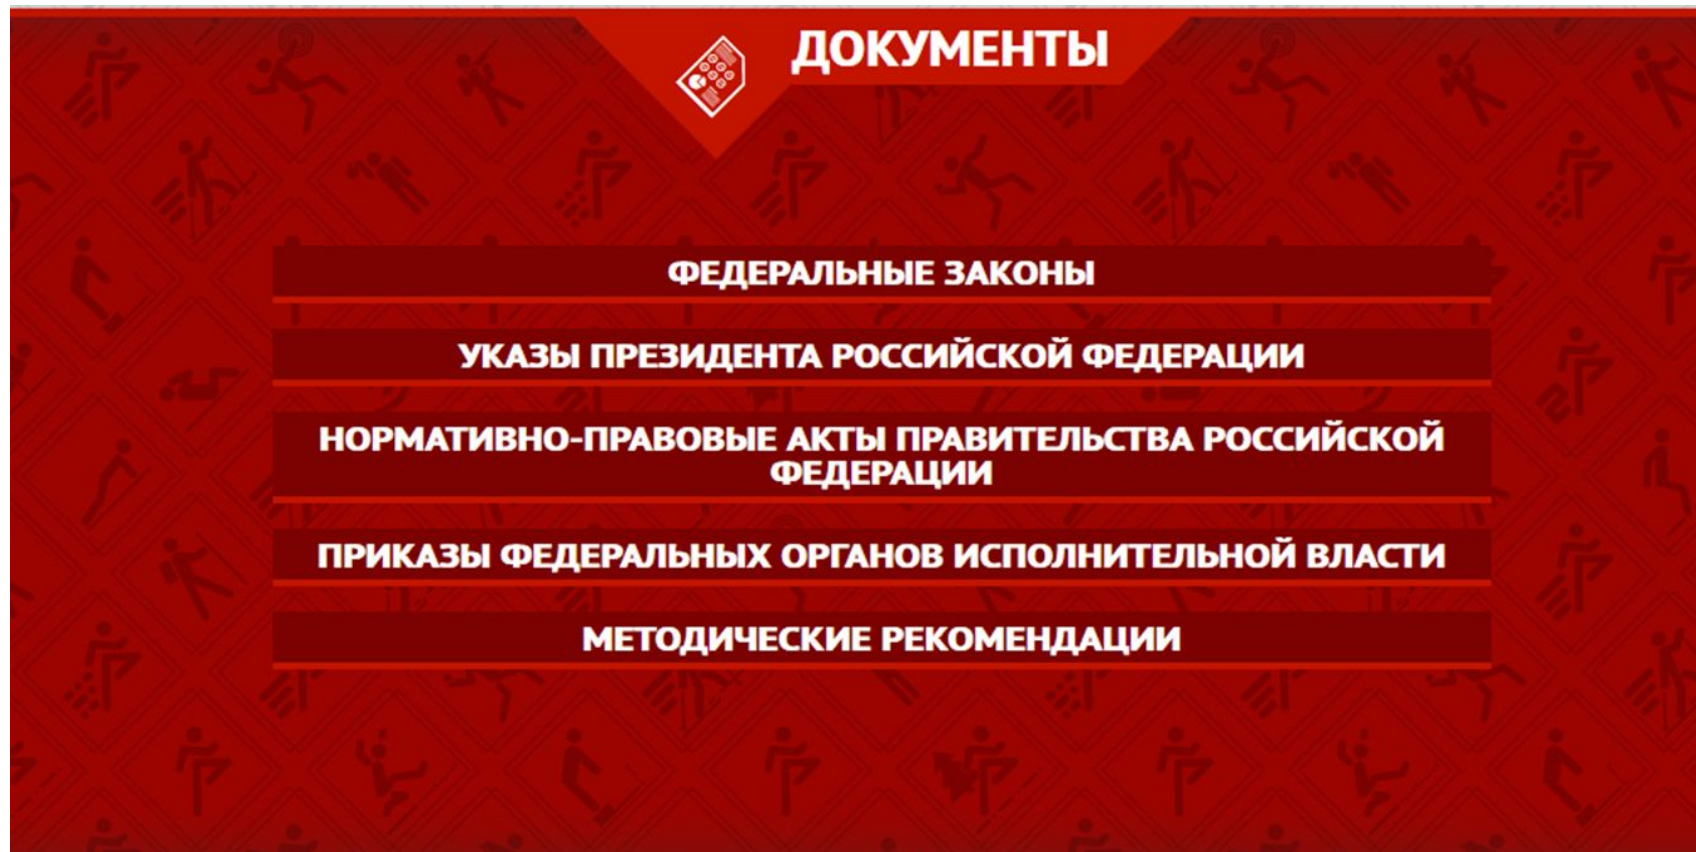 ДОКУМЕНТЫ
ФЕДЕРАЛЬНЫЕ ЗАКОНЫ
УКАЗЫ ПРЕЗИДЕНТА РОССИЙСКОЙ ФЕДЕРАЦИИ
НОРМАТИВНО-ПРАВОВЫЕ АКТЫ ПРАВИТЕЛЬСТВА РОССИЙСКОЙ
ФЕДЕРАЦИИ
ПРИКАЗЫ ФЕДЕРАЛЬНЫХ ОРГАНОВ ИСПОЛНИТЕЛЬНОЙ ВЛАСТИ
МЕТОДИЧЕСКИЕ РЕКОМЕНДАЦИИ